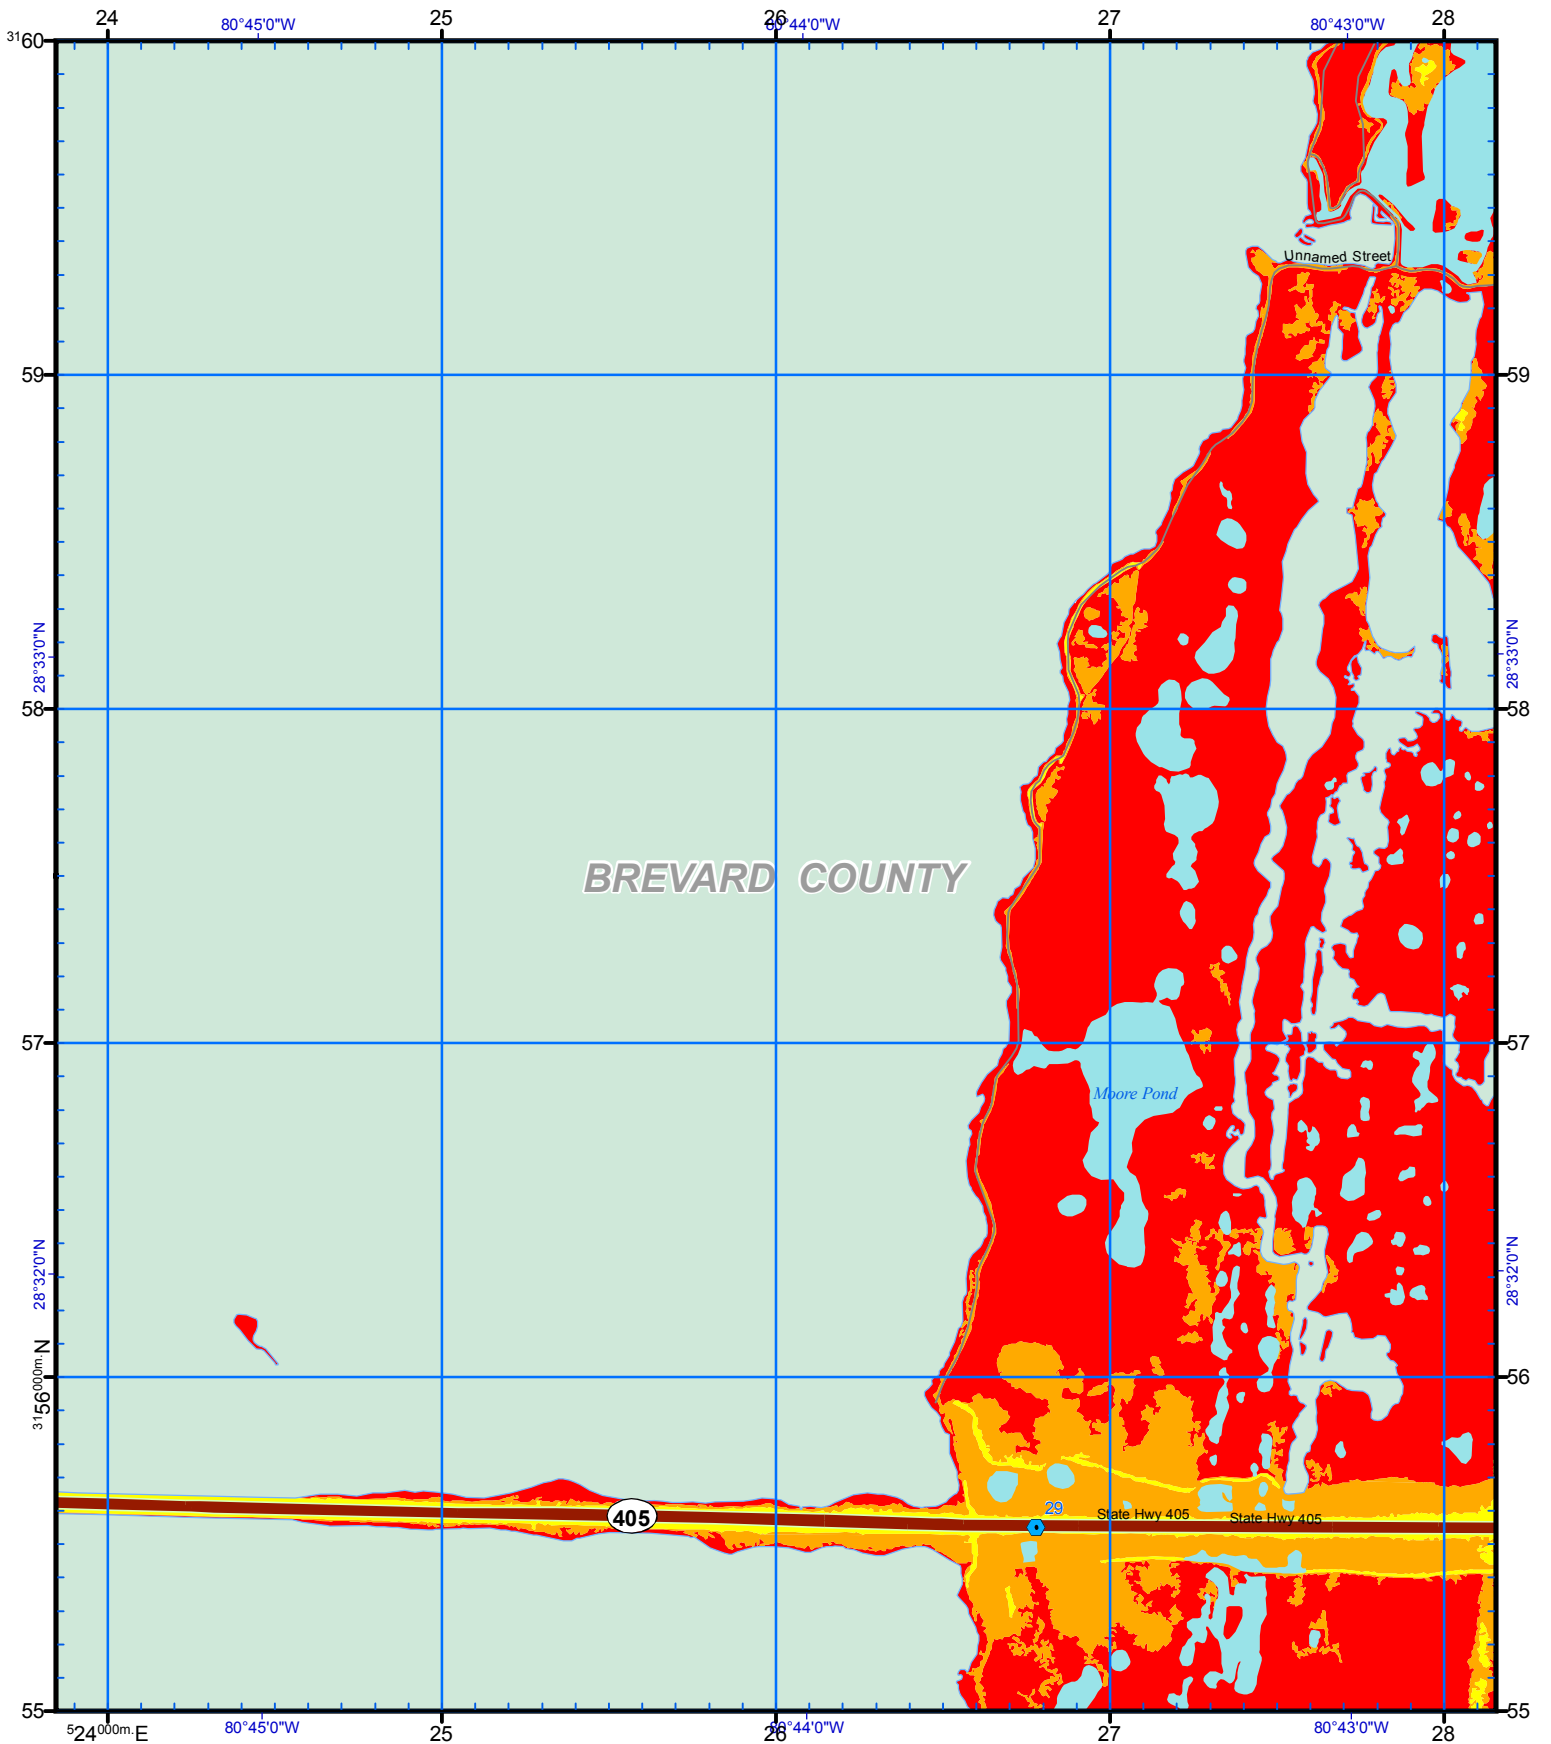 24 25 26 27 28
80°45'0"W 80°44'0"W 80°43'0"W
3160
Unnamed Street
59 59
28°33'0"N 28°33'0"N
58 58
BREVARD COUNTY
57 57
Moore Pond
28°32'0"N 28°32'0"N
3156000m.N 56
405
29
State Hwy 405 State Hwy 405
55 55
524000m.E 25 26 27 28
80°45'0"W 80°44'0"W 80°43'0"W